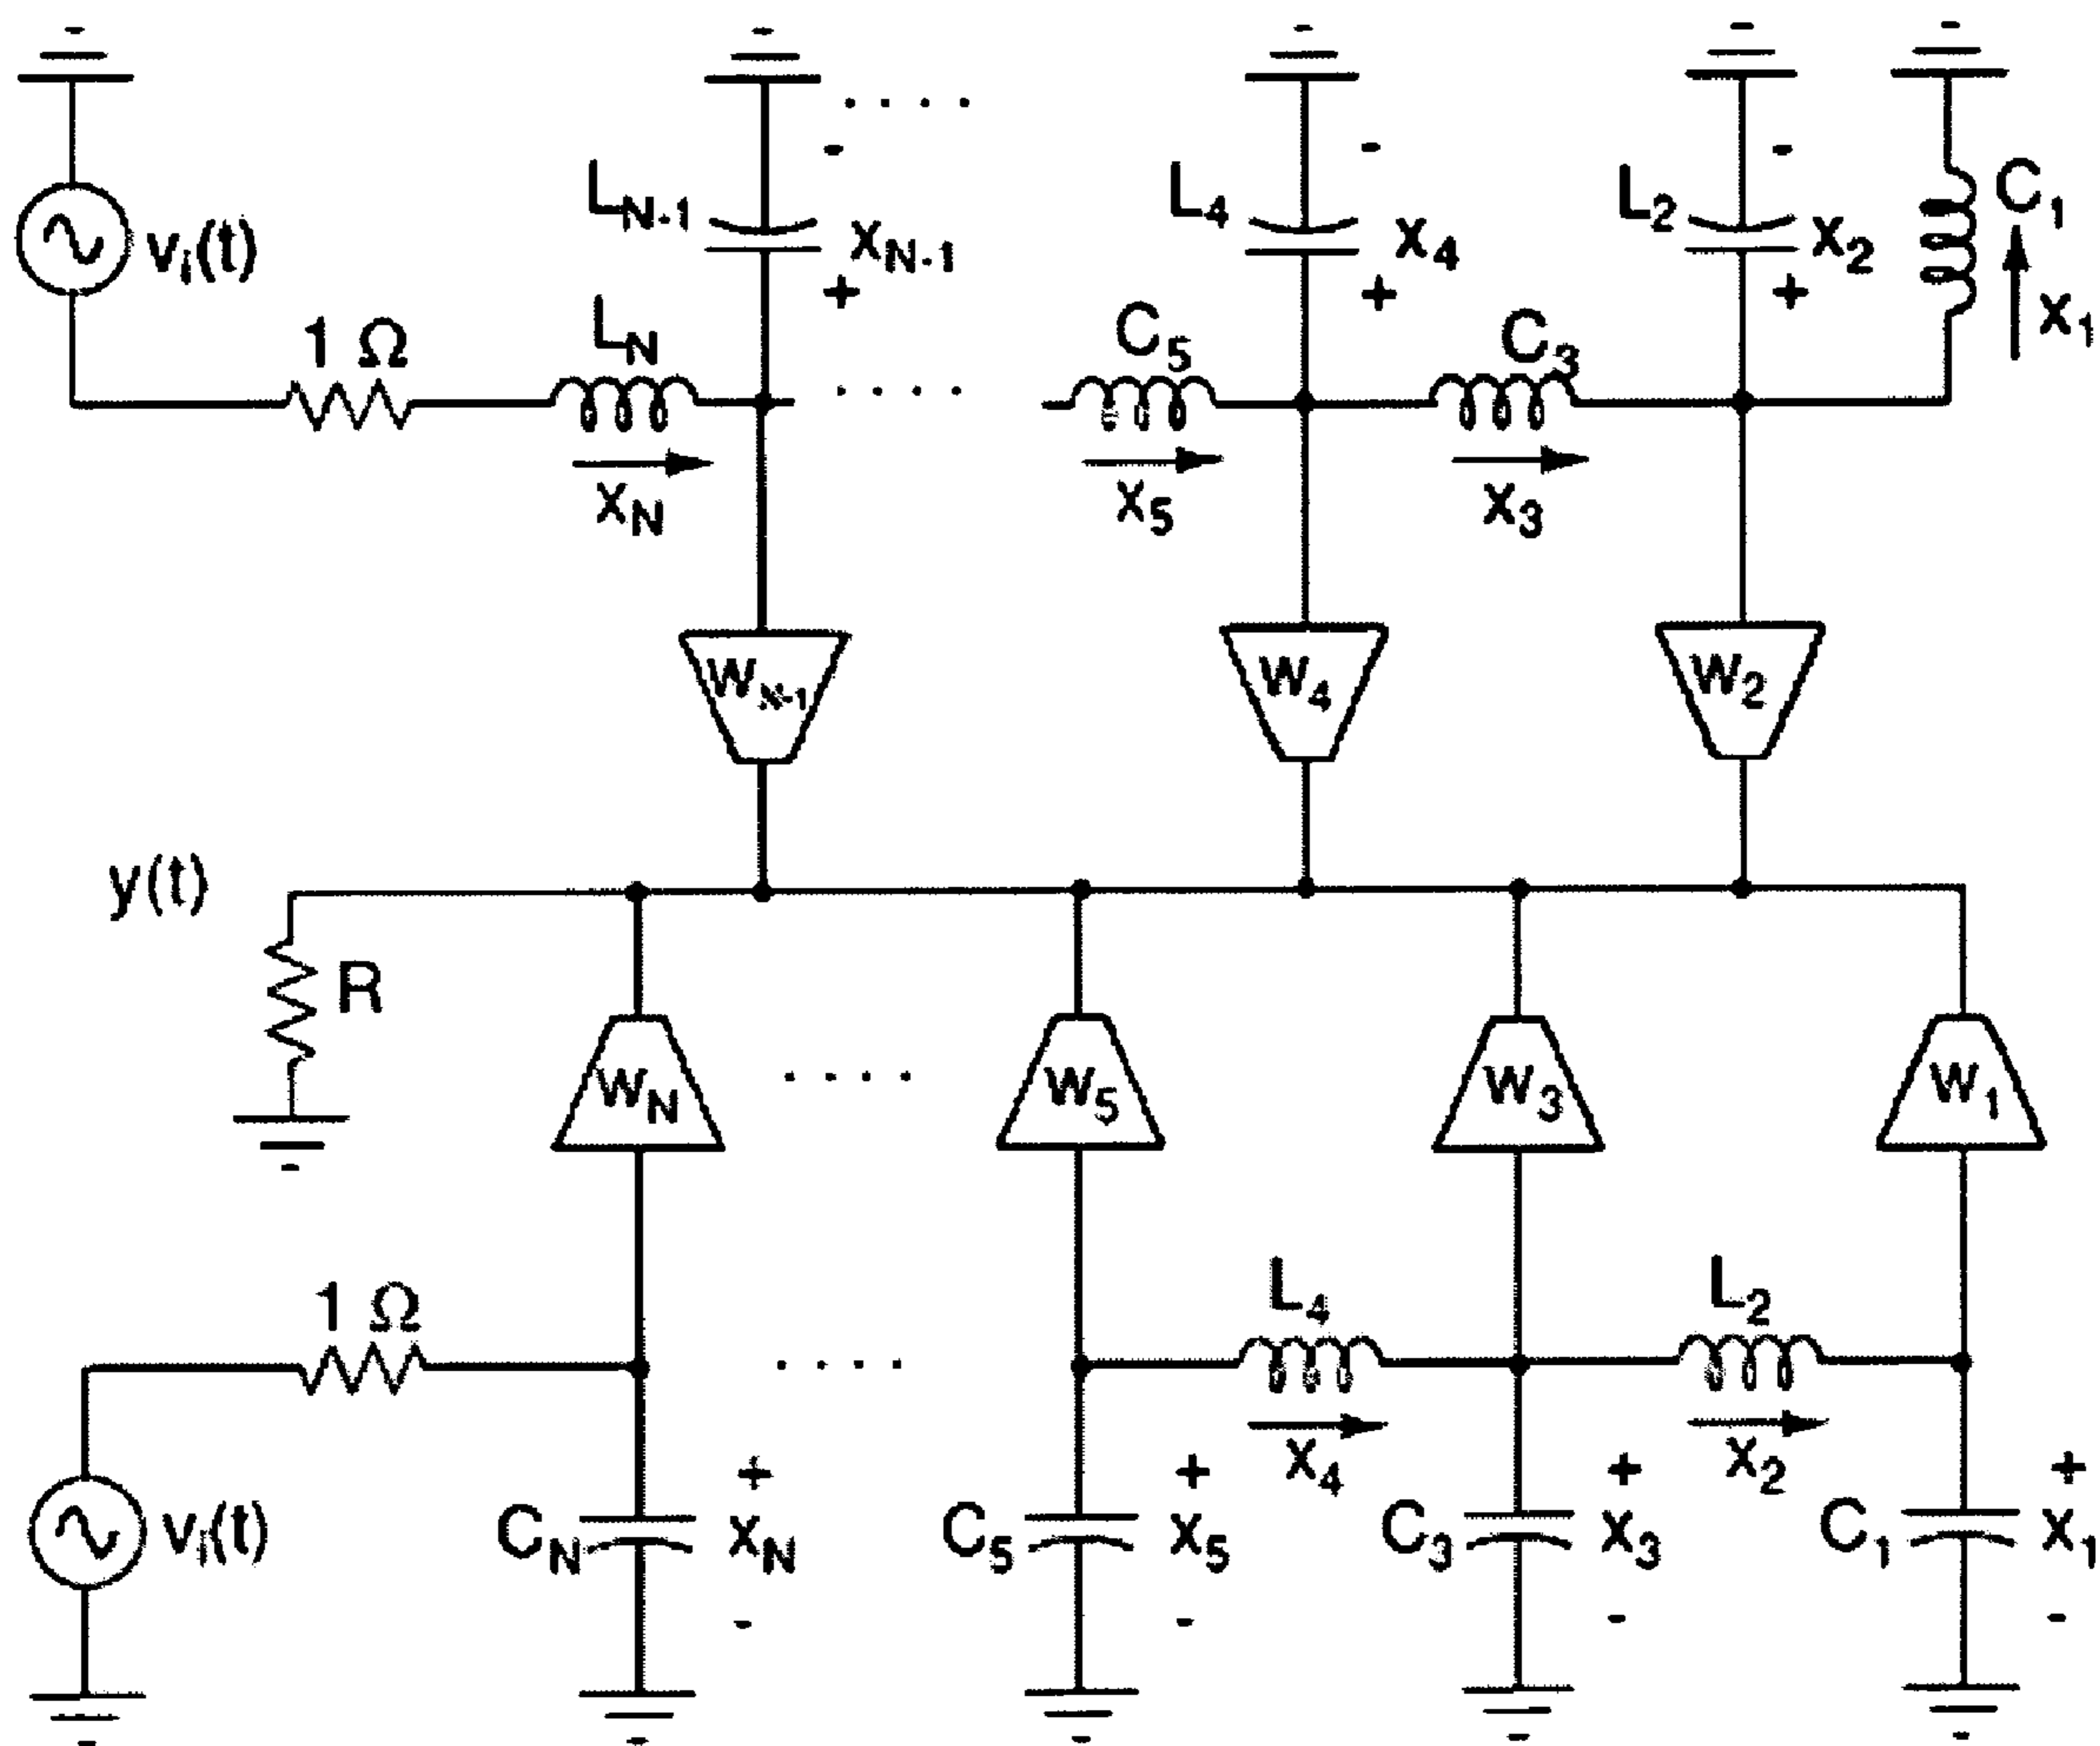 vi(t)
1 Ω
LN
xN
LN-1
-
xN-1
+
. . . .
. . . .
C5
x5
L4
-
x4
+
C3
x3
L2
-
x2
+
C1
x1
WN-1
W4
W2
y(t)
R
WN
. . . .
W5
W3
W1
1 Ω
vi(t)
. . . .
CN
+
xN
-
C5
+
x5
-
L4
x4
C3
+
x3
-
L2
x2
C1
+
x1
-